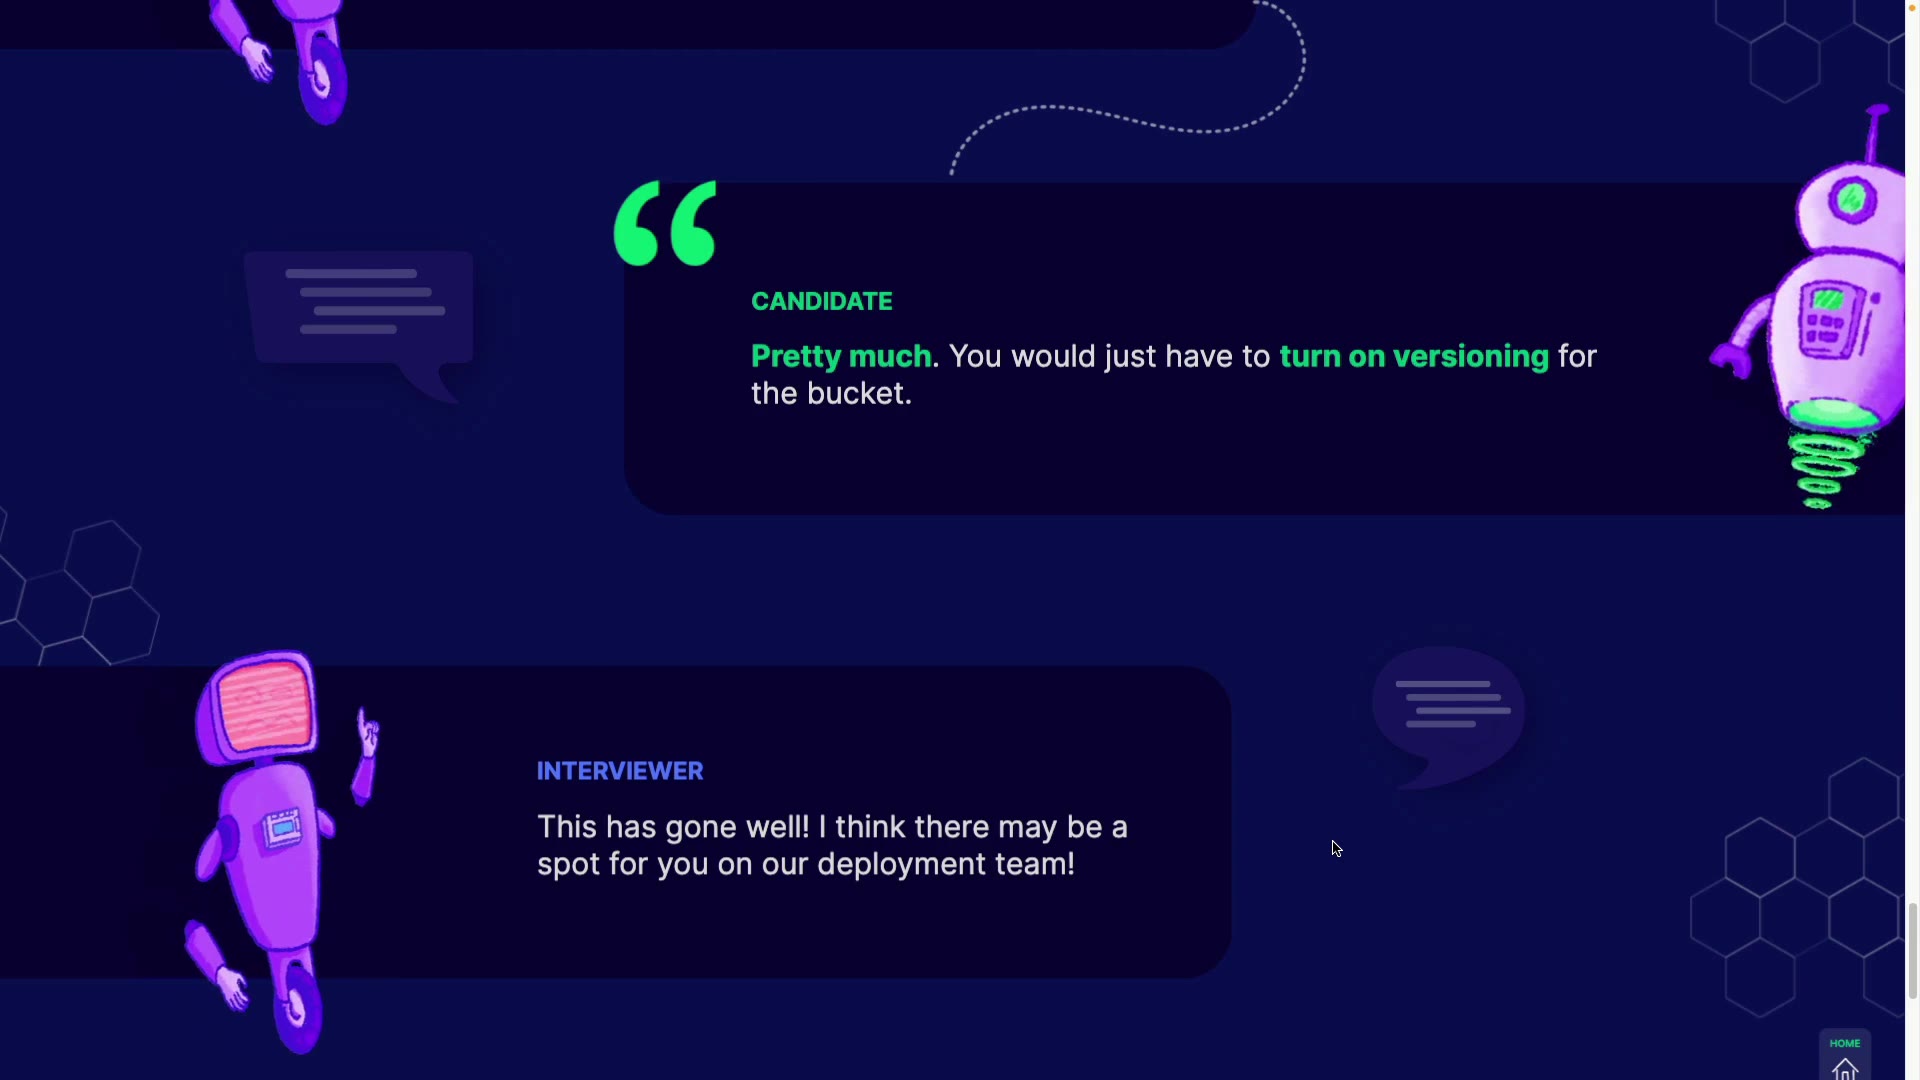 CANDIDATE
Pretty much. You would just have to turn on versioning for
the bucket.
INTERVIEWER
This has gone well! I think there may be a
spot for you on our deployment team!
HOME